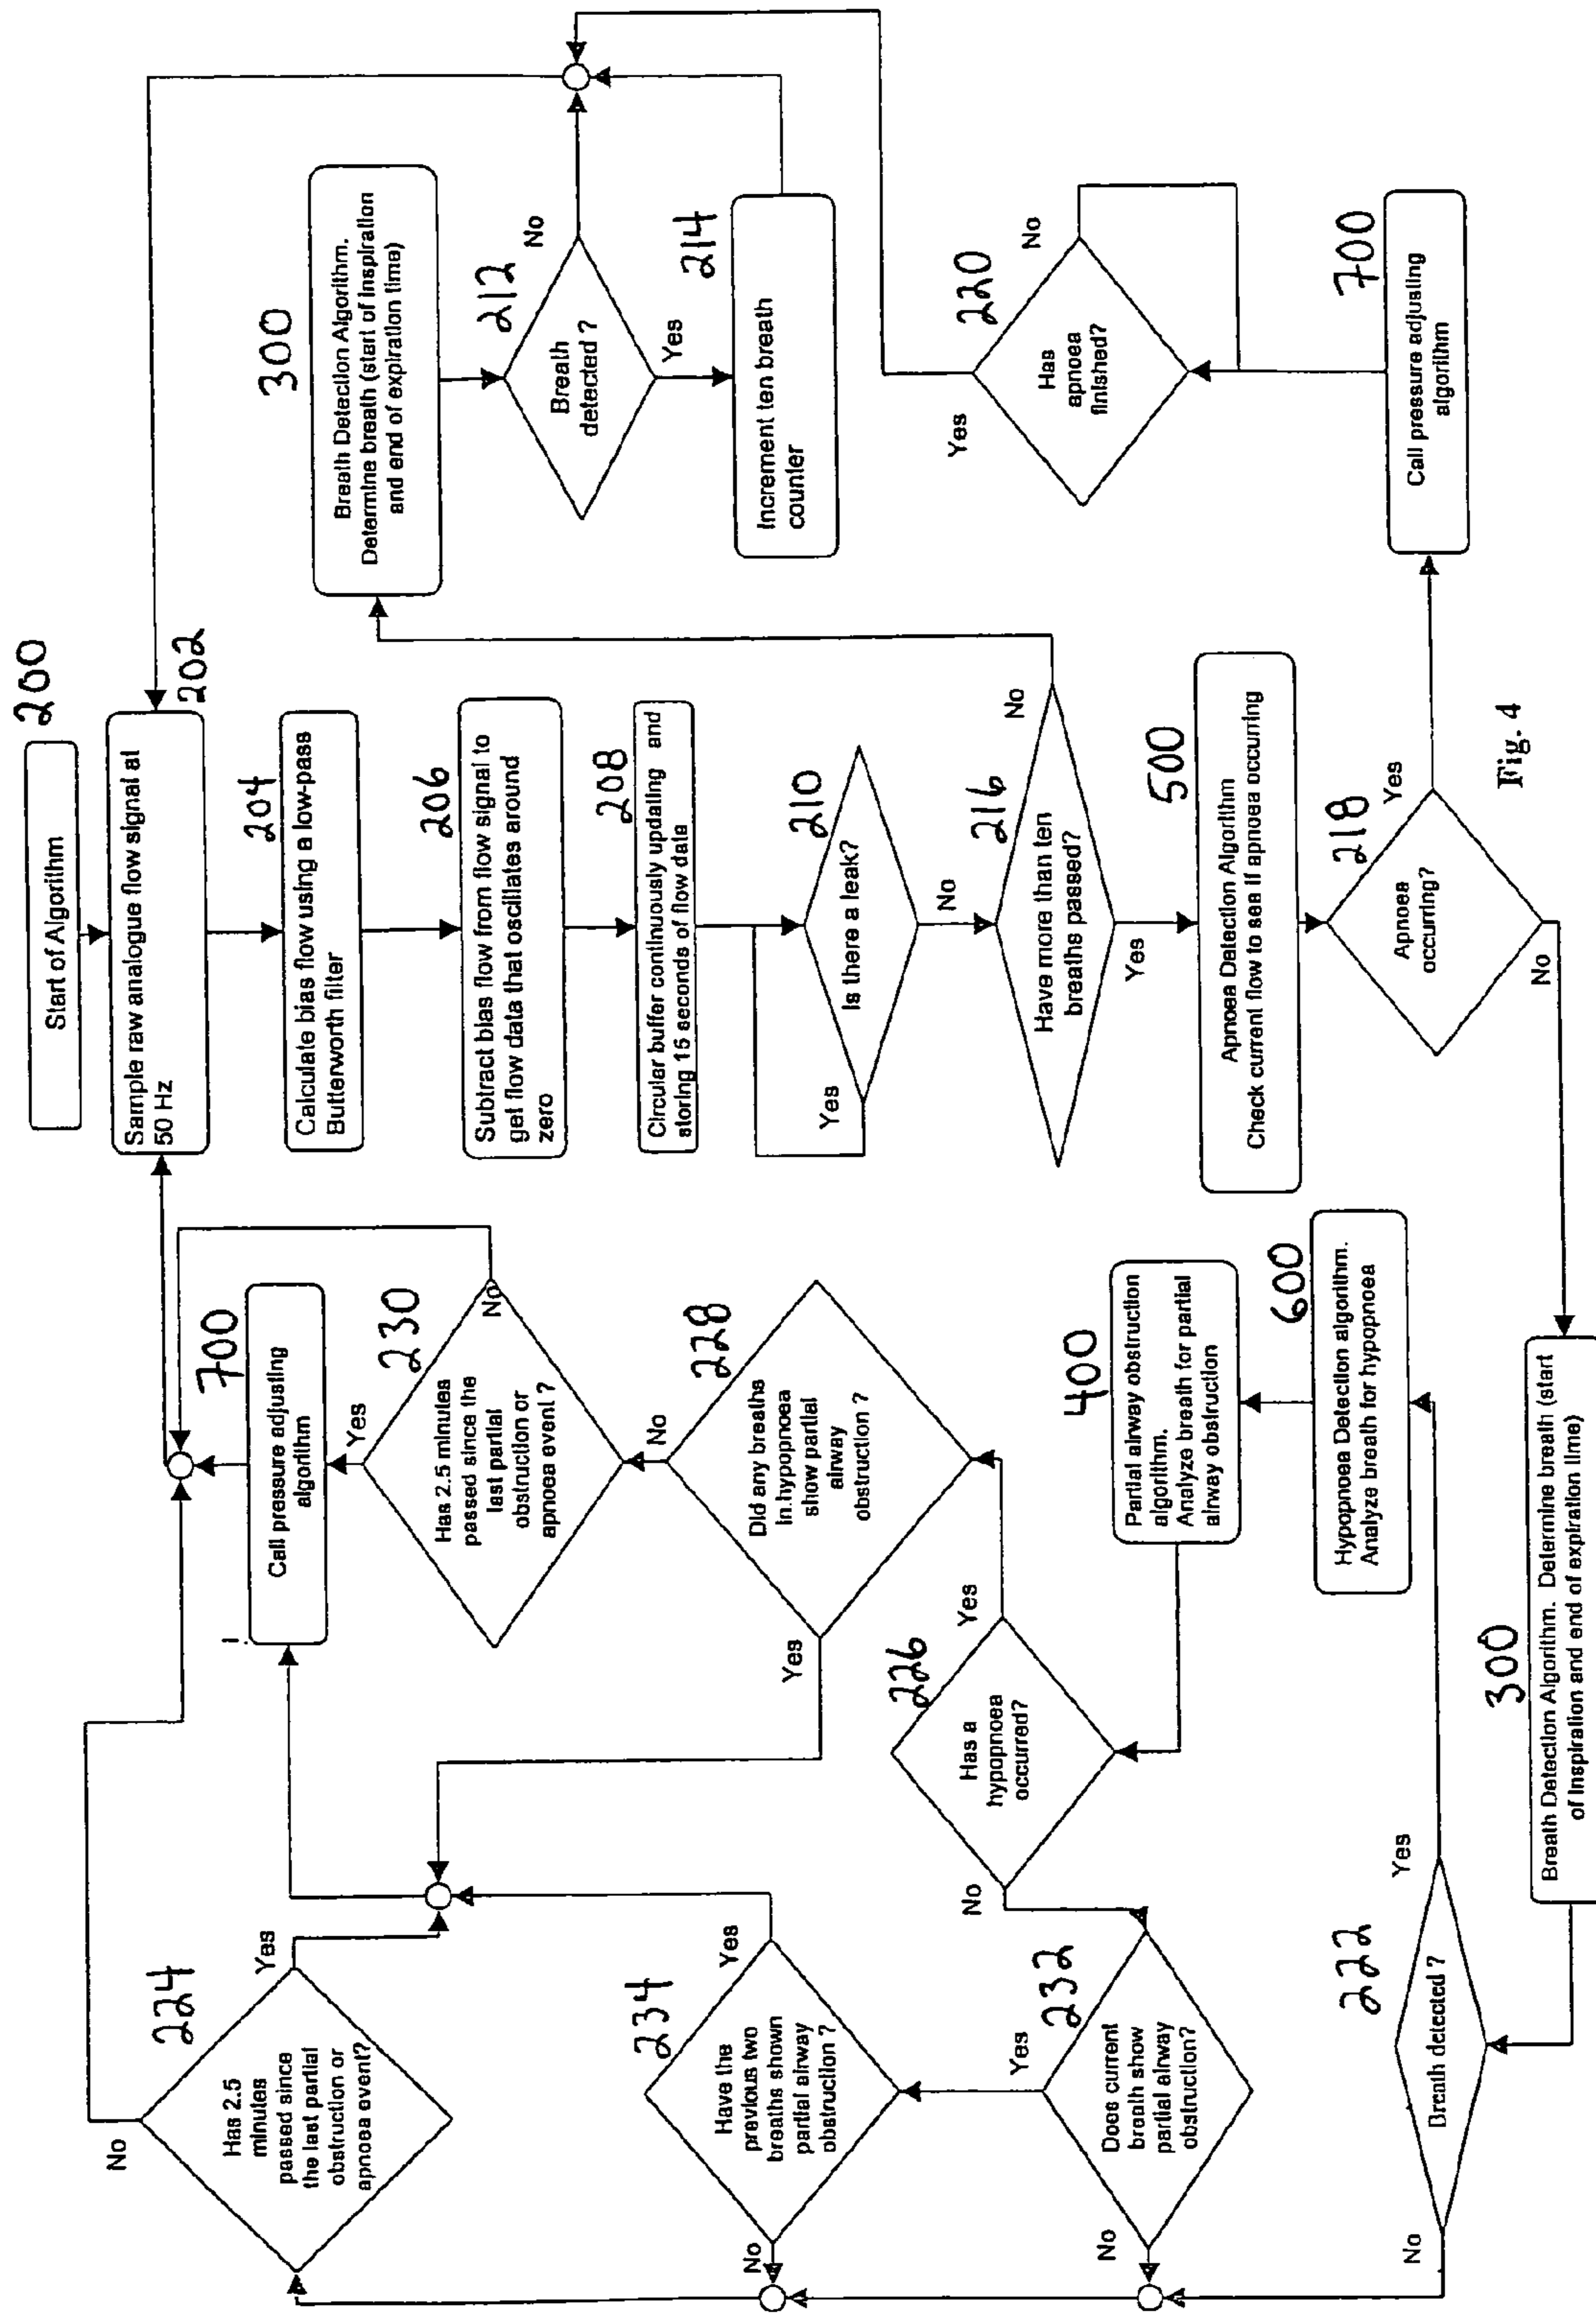 200
Start of Algorithm
202
Sample raw analogue flow signal at
50 Hz
204
Calculate bias flow using a low-pass
Butterworth filter
206
Subtract bias flow from flow signal to
get flow data that oscillates around
zero
208
Circular buffer continuously updating and
storing 15 seconds of flow data
210
Is there a leak?
Yes
No
216
Have more than ten
breaths passed?
No
Yes
300
Breath Detection Algorithm.
Determine breath (start of inspiration
and end of expiration time)
212
Breath
detected ?
No
Yes
214
Increment ten breath
counter
500
Apnoea Detection Algorithm
Check current flow to see if apnoea occurring
218
Apnoea
occurring?
Yes
No
700
Call pressure adjusting
algorithm
220
Has
apnoea
finished?
No
Yes
300
Breath Detection Algorithm. Determine breath (start
of inspiration and end of expiration time)
222
Breath detected ?
Yes
No
600
Hypopnoea Detection algorithm.
Analyze breath for hypopnoea
400
Partial airway obstruction
algorithm.
Analyze breath for partial
airway obstruction
226
Has a
hypopnoea
occurred?
Yes
No
228
Did any breaths
in.hypopnoea
show partial
airway
obstruction ?
No
Yes
230
Has 2.5 minutes
passed since the
last partial
obstruction or
apnoea event ?
No
Yes
700
Call pressure adjusting
algorithm
232
Does current
breath show
partial airway
obstruction?
Yes
No
234
Have the
previous two
breaths shown
partial airway
obstruction ?
Yes
No
224
Has 2.5
minutes
passed since
the last partial
obstruction or
apnoea event?
Yes
No
Fig. 4